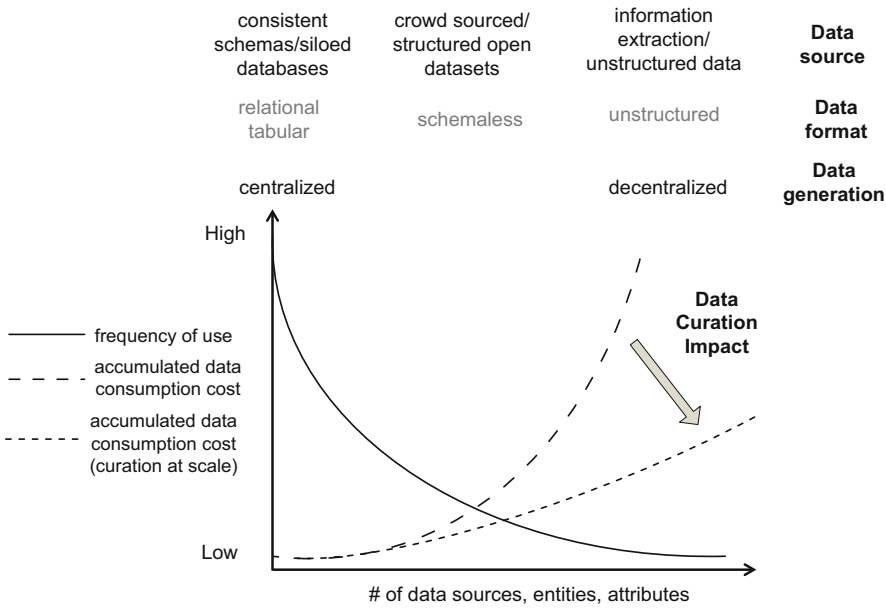 consistent
schemas/siloed
databases
crowd sourced/
structured open
datasets
information
extraction/
unstructured data
Data
source
relational
tabular
schemaless
unstructured
Data
format
centralized
decentralized
Data
generation
High
Data
Curation
Impact
frequency of use
accumulated data
consumption cost
accumulated data
consumption cost
(curation at scale)
Low
# of data sources, entities, attributes